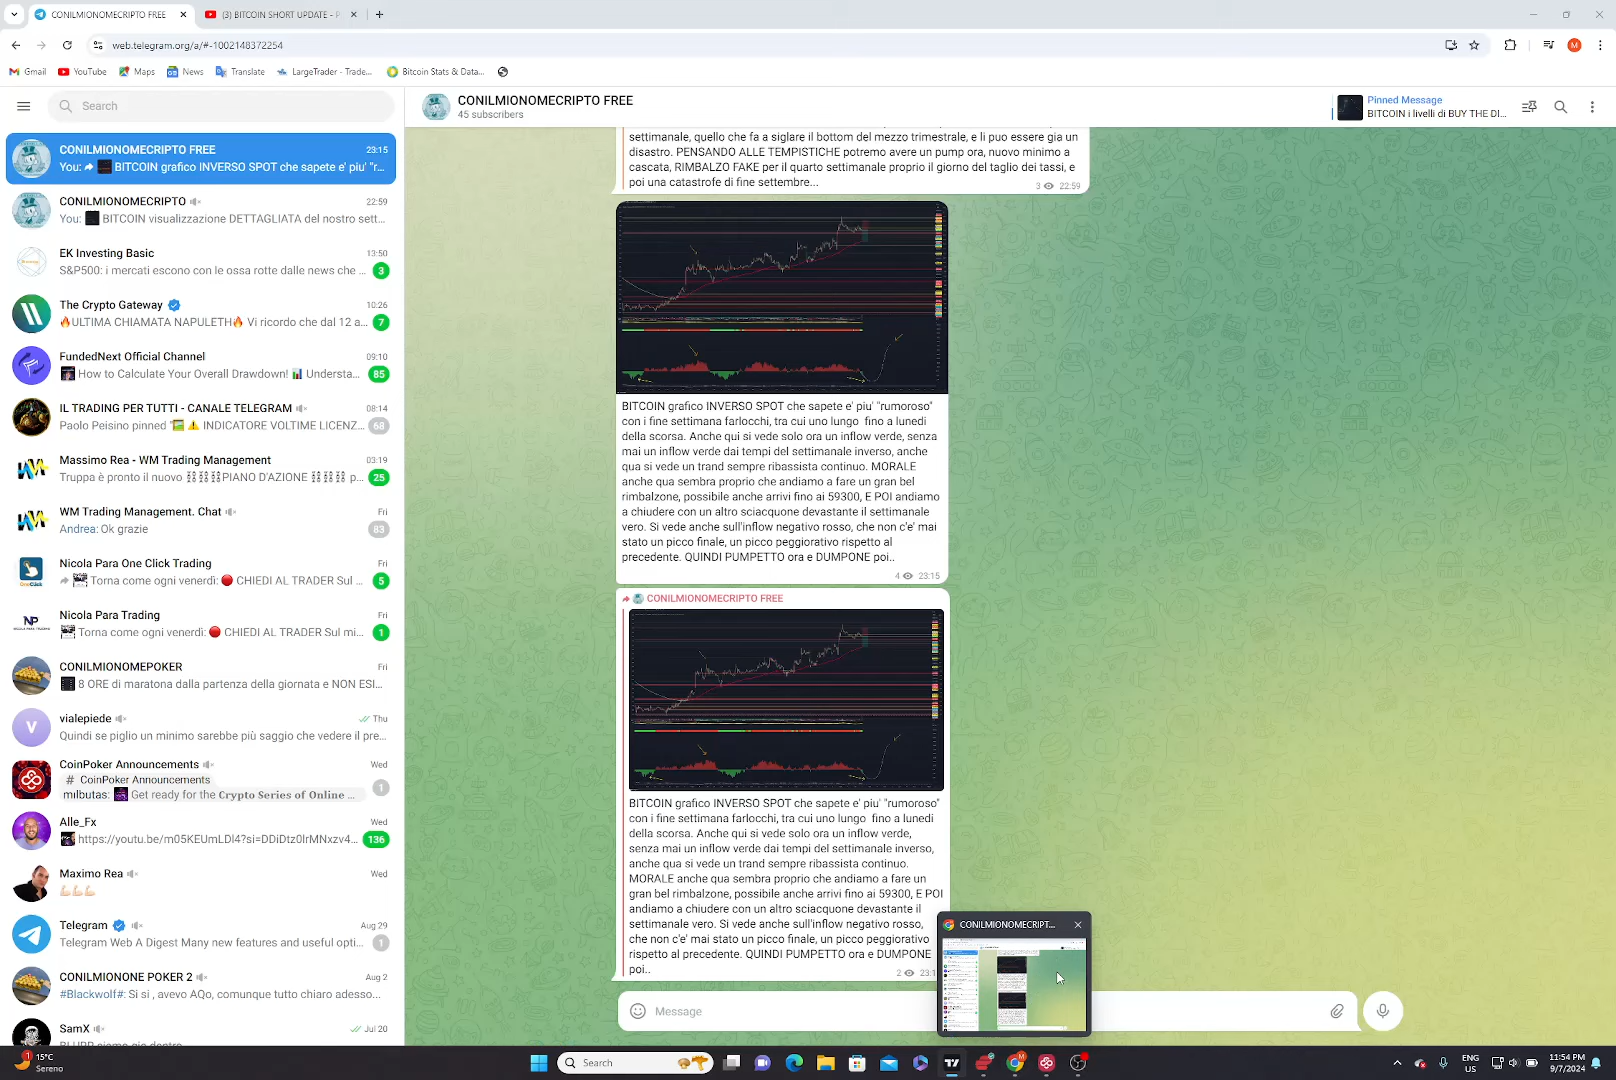 CONILMIONOMECRIPTO FREE
(3) BITCOIN SHORT UPDATE - P
web.telegram.org/a/#-1002148372254
M
Gmail
YouTube
Maps
News
Translate
LargeTrader - Trade...
Bitcoin Stats & Data...
Search
CONILMIONOMECRIPTO FREE
23:15
You: BITCOIN grafico INVERSO SPOT che sapete e' piu' "r...
CONILMIONOMECRIPTO
22:59
You: BITCOIN visualizzazione DETTAGLIATA del nostro sett...
EK Investing Basic
13:50
S&P500: i mercati escono con le ossa rotte dalle news che ...
3
The Crypto Gateway
10:26
🔥ULTIMA CHIAMATA NAPULETH🔥 Vi ricordo che dal 12 a...
7
FundedNext Official Channel
09:10
How to Calculate Your Overall Drawdown! 📊 Understa...
85
IL TRADING PER TUTTI - CANALE TELEGRAM
08:14
Paolo Peisino pinned "🖼 ⚠ INDICATORE VOLTIME LICENZ...
68
Massimo Rea - WM Trading Management
03:19
Truppa è pronto il nuovo ⛓⛓⛓PIANO D'AZIONE ⛓⛓⛓ p...
25
WM Trading Management. Chat
Fri
Andrea: Ok grazie
83
Nicola Para One Click Trading
Fri
Torna come ogni venerdì: 🔴 CHIEDI AL TRADER Sul ...
5
Nicola Para Trading
Fri
Torna come ogni venerdì: 🔴 CHIEDI AL TRADER Sul mi...
1
CONILMIONOMEPOKER
Fri
8 ORE di maratona dalla partenza della giornata e NON ESI...
V
vialepiede
Thu
Quindi se piglio un minimo sarebbe più saggio che vedere il pre...
CoinPoker Announcements
Wed
# CoinPoker Announcements
mılbutas: Get ready for the Crypto Series of Online ...
1
Alle_Fx
Wed
https://youtu.be/m05KEUmLDl4?si=DDiDtz0lrMNxzv4...
136
Maximo Rea
Wed
💪🏻💪🏻💪🏻
Telegram
Aug 29
Telegram Web A Digest Many new features and useful opti...
1
CONILMIONONE POKER 2
Aug 2
#Blackwolf#: Si si , avevo AQo, comunque tutto chiaro adesso...
SamX
Jul 20
CONILMIONOMECRIPTO FREE
45 subscribers
Pinned Message
BITCOIN i livelli di BUY THE DI...
settimanale, quello che fa a siglare il bottom del mezzo trimestrale, e li puo essere gia un
disastro. PENSANDO ALLE TEMPISTICHE potremo avere un pump ora, nuovo minimo a
cascata, RIMBALZO FAKE per il quarto settimanale proprio il giorno del taglio dei tassi, e
poi una catastrofe di fine settembre...
3 22:59
BITCOIN grafico INVERSO SPOT che sapete e' piu' "rumoroso"
con i fine settimana farlocchi, tra cui uno lungo  fino a lunedi
della scorsa. Anche qui si vede solo ora un inflow verde, senza
mai un inflow verde dai tempi del settimanale inverso, anche
qua si vede un trand sempre ribassista continuo. MORALE
anche qua sembra proprio che andiamo a fare un gran bel
rimbalzone, possibile anche arrivi fino ai 59300, E POI andiamo
a chiudere con un altro sciacquone devastante il settimanale
vero. Si vede anche sull'inflow negativo rosso, che non c'e' mai
stato un picco finale, un picco peggiorativo rispetto al
precedente. QUINDI PUMPETTO ora e DUMPONE poi..
4 23:15
CONILMIONOMECRIPTO FREE
BITCOIN grafico INVERSO SPOT che sapete e' piu' "rumoroso"
con i fine settimana farlocchi, tra cui uno lungo  fino a lunedi
della scorsa. Anche qui si vede solo ora un inflow verde,
senza mai un inflow verde dai tempi del settimanale inverso,
anche qua si vede un trand sempre ribassista continuo.
MORALE anche qua sembra proprio che andiamo a fare un
gran bel rimbalzone, possibile anche arrivi fino ai 59300, E POI
andiamo a chiudere con un altro sciacquone devastante il
settimanale vero. Si vede anche sull'inflow negativo rosso,
che non c'e' mai stato un picco finale, un picco peggiorativo
rispetto al precedente. QUINDI PUMPETTO ora e DUMPONE
poi..
2 23:1
CONILMIONOMECRIPT...
Message
15°C
Sereno
Search
ENG
US
11:54 PM
9/7/2024